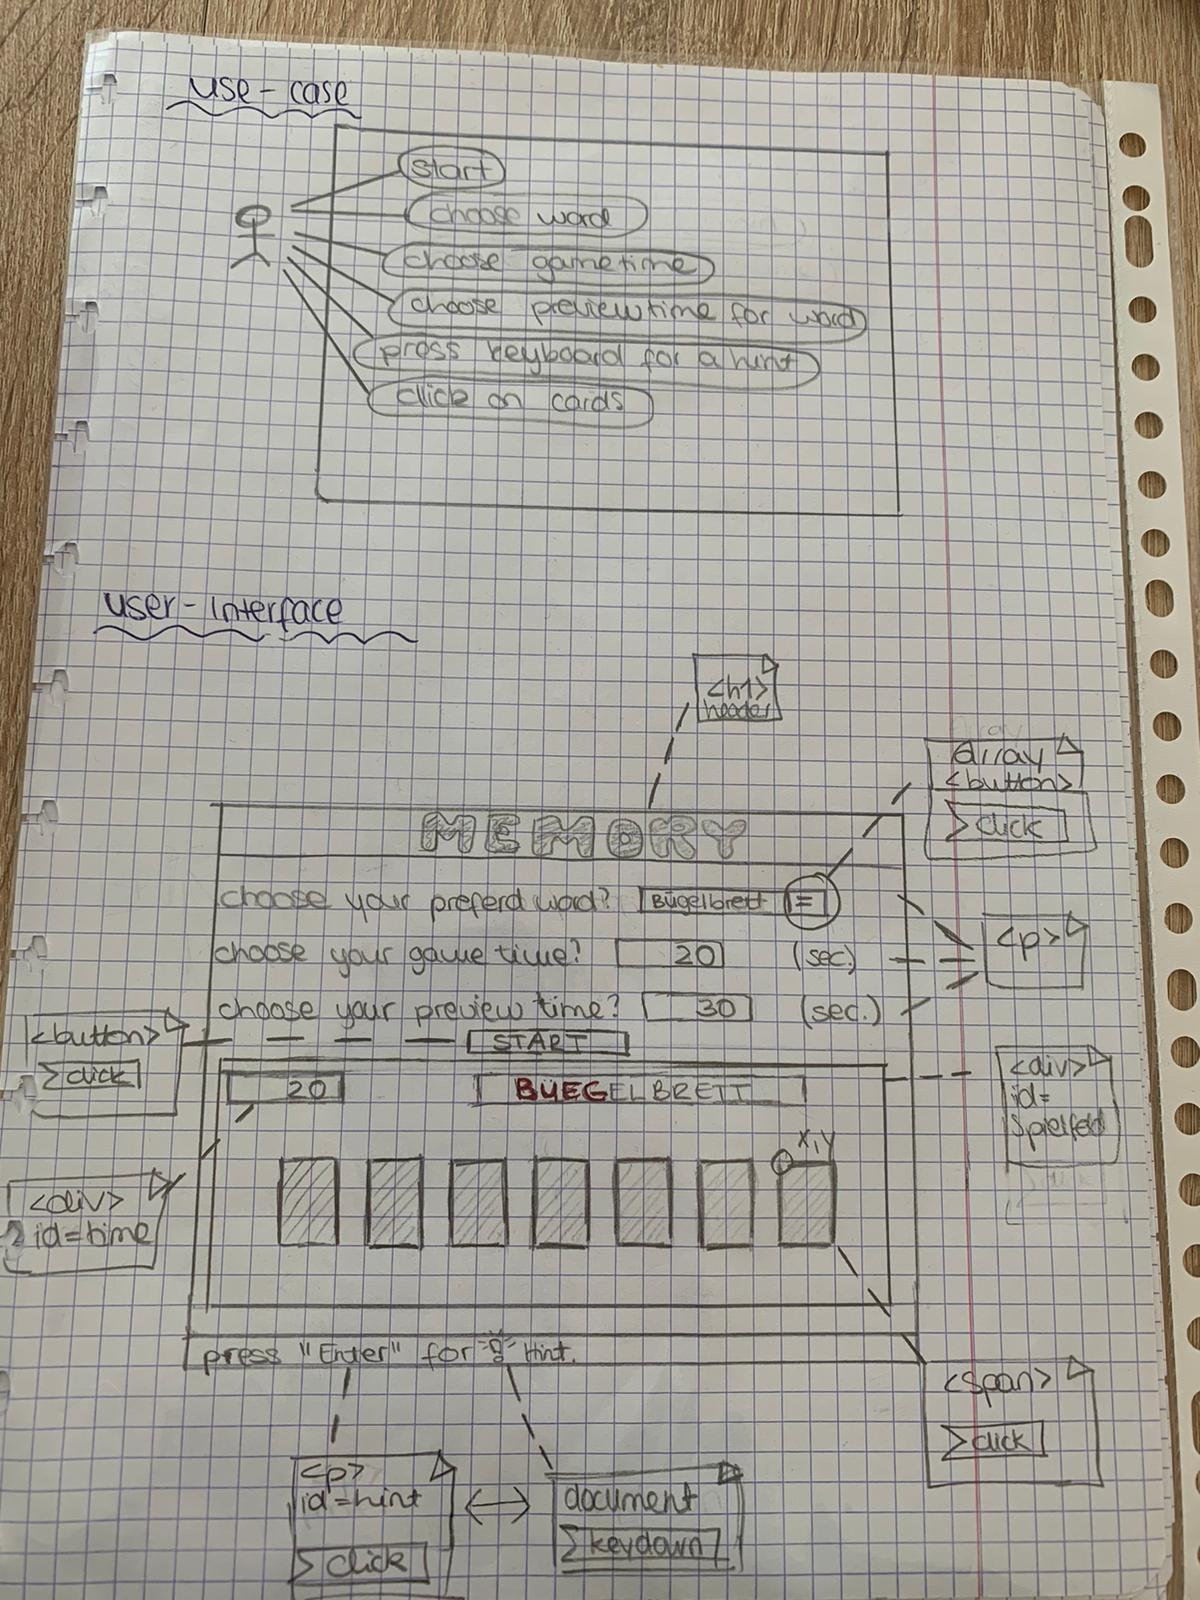 use-case
start
choose word
choose gametime
choose previewtime for word
press keyboard for a hint
click on cards
user-interface
<h1>
header
array
<button>
click
MEMORY
choose your preferd word? Bügelbrett =
<p>
choose your game time? 20 (sec.)
choose your preview time? 30 (sec.)
<button>
click
START
<div>
id=
Spielfeld
20 BUEGELBRETT
x,y
<div>
id=time
press "Enter" for Hint.
<span>
click
<p>
id=hint
click
document
keydown